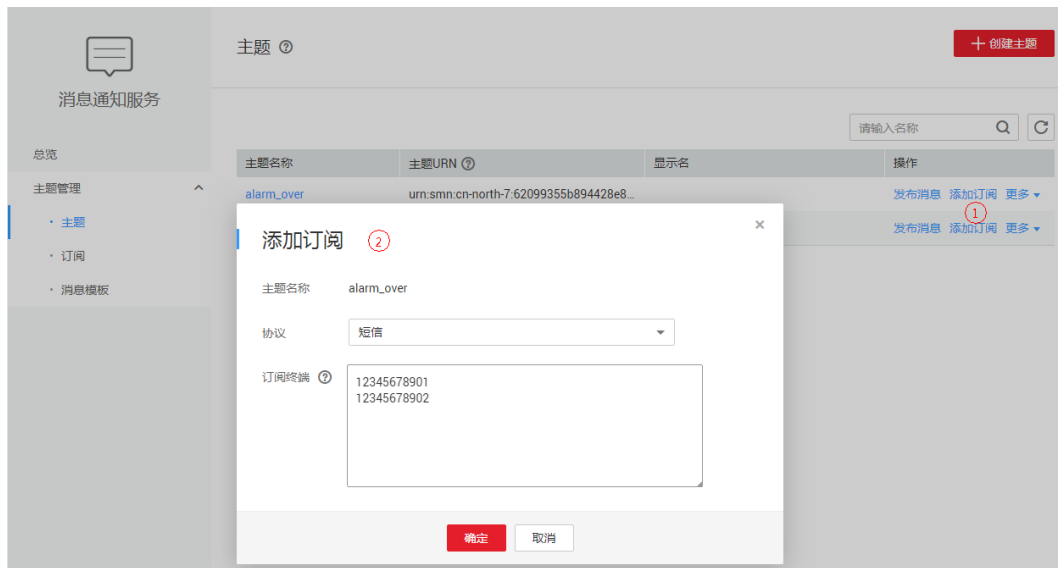 主题
创建主题
消息通知服务
请输入名称
总览
主题名称 主题URN 显示名 操作
主题管理
alarm_over urn:smn:cn-north-7:62099355b894428e8... 发布消息 添加订阅 更多
1
主题
发布消息 添加订阅 更多
添加订阅 2
订阅
主题名称 alarm_over
消息模板
协议 短信
订阅终端
12345678901
12345678902
确定 取消